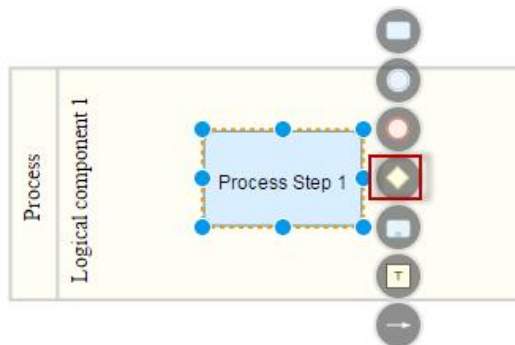 Process
Logical component 1
Process Step 1
T